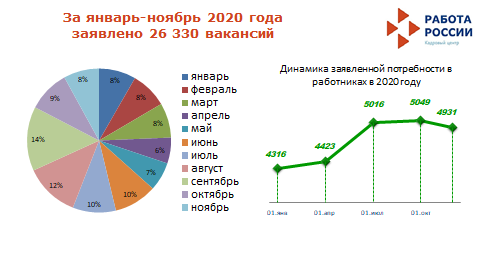 За январь-ноябрь 2020 года
заявлено 26 330 вакансий
РАБОТА
РОССИИ
Кадровый центр
8%
8%
8%
6%
7%
10%
10%
12%
14%
9%
8%
январь
февраль
март
апрель
май
июнь
июль
август
сентябрь
октябрь
ноябрь
Динамика заявленной потребности в
работниках в 2020 году
4316
4423
5016
5049
4931
01.янв
01.апр
01.июл
01.окт